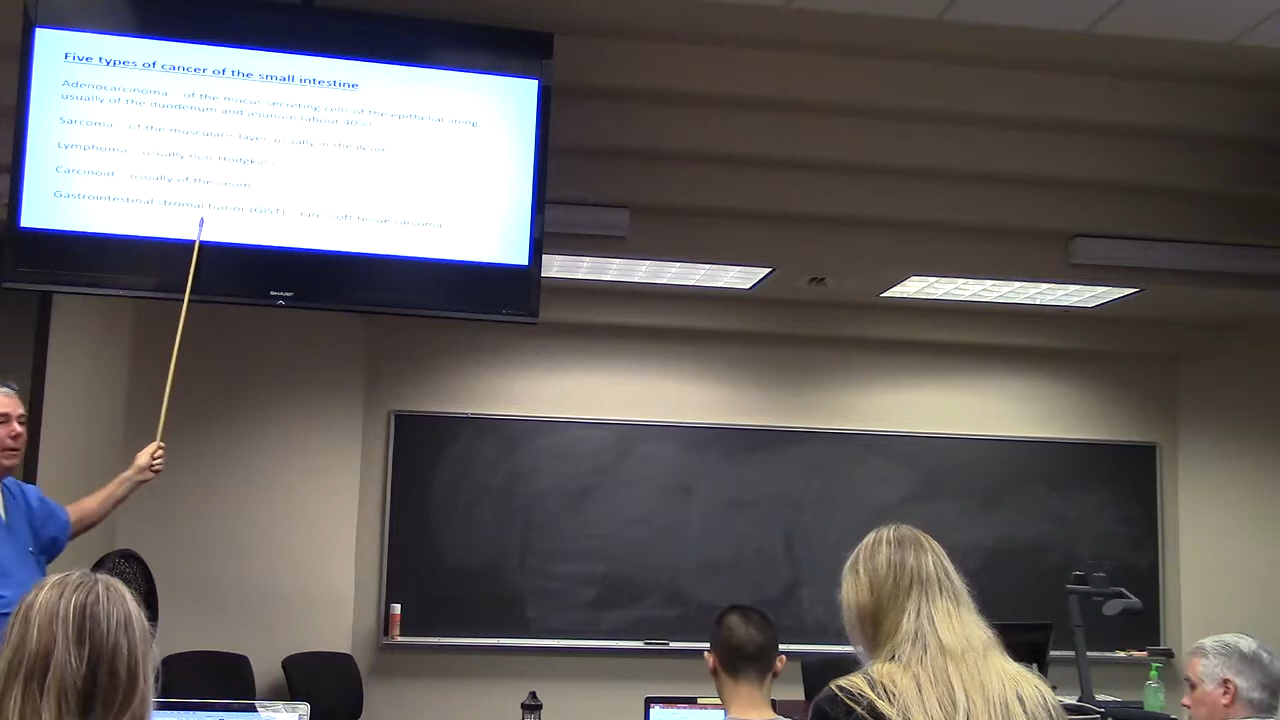 Five types of cancer of the small intestine
Adenocarcinoma – of the mucus secreting cells of the epithelial lining,
usually of the duodenum and jejunum (about 40%)
Sarcoma – of the muscularis layer, usually in the ileum
Lymphoma – usually non-Hodgkin's
Carcinoid – usually of the ileum
Gastrointestinal stromal tumor (GIST) – rare, soft tissue sarcoma
SHARP